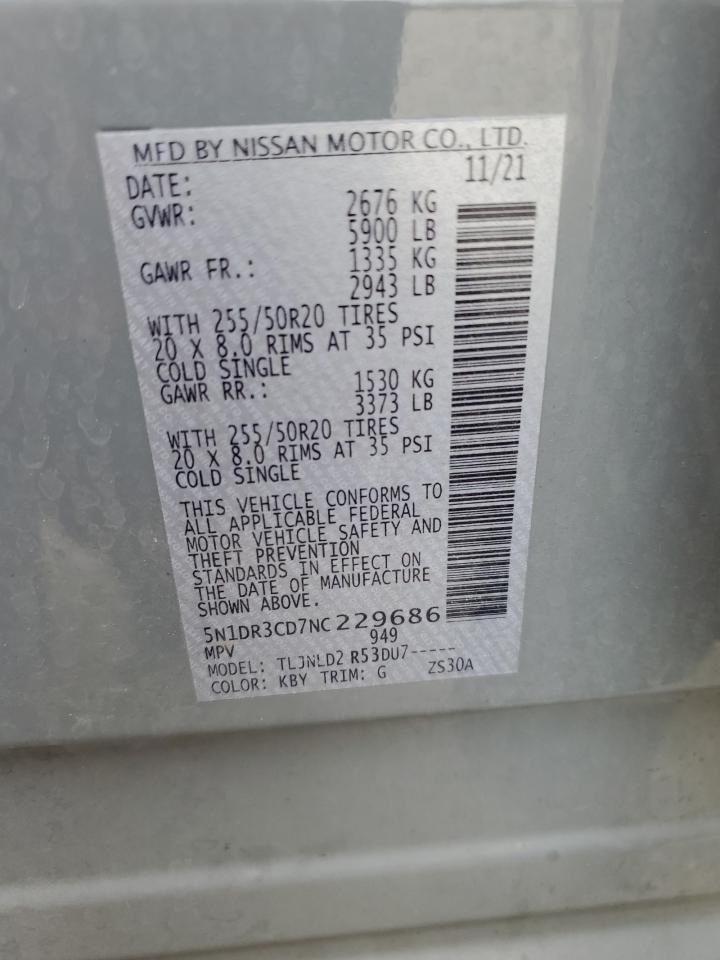 MFD BY NISSAN MOTOR CO., LTD.
DATE: 11/21
GVWR: 2676 KG
5900 LB
GAWR FR.: 1335 KG
2943 LB
WITH 255/50R20 TIRES
20 X 8.0 RIMS AT 35 PSI
COLD SINGLE
GAWR RR.: 1530 KG
3373 LB
WITH 255/50R20 TIRES
20 X 8.0 RIMS AT 35 PSI
COLD SINGLE
THIS VEHICLE CONFORMS TO
ALL APPLICABLE FEDERAL
MOTOR VEHICLE SAFETY AND
THEFT PREVENTION
STANDARDS IN EFFECT ON
THE DATE OF MANUFACTURE
SHOWN ABOVE.
5N1DR3CD7NC229686
MPV 949
MODEL: TLJNLD2 R53DU7-----
COLOR: KBY TRIM: G ZS30A